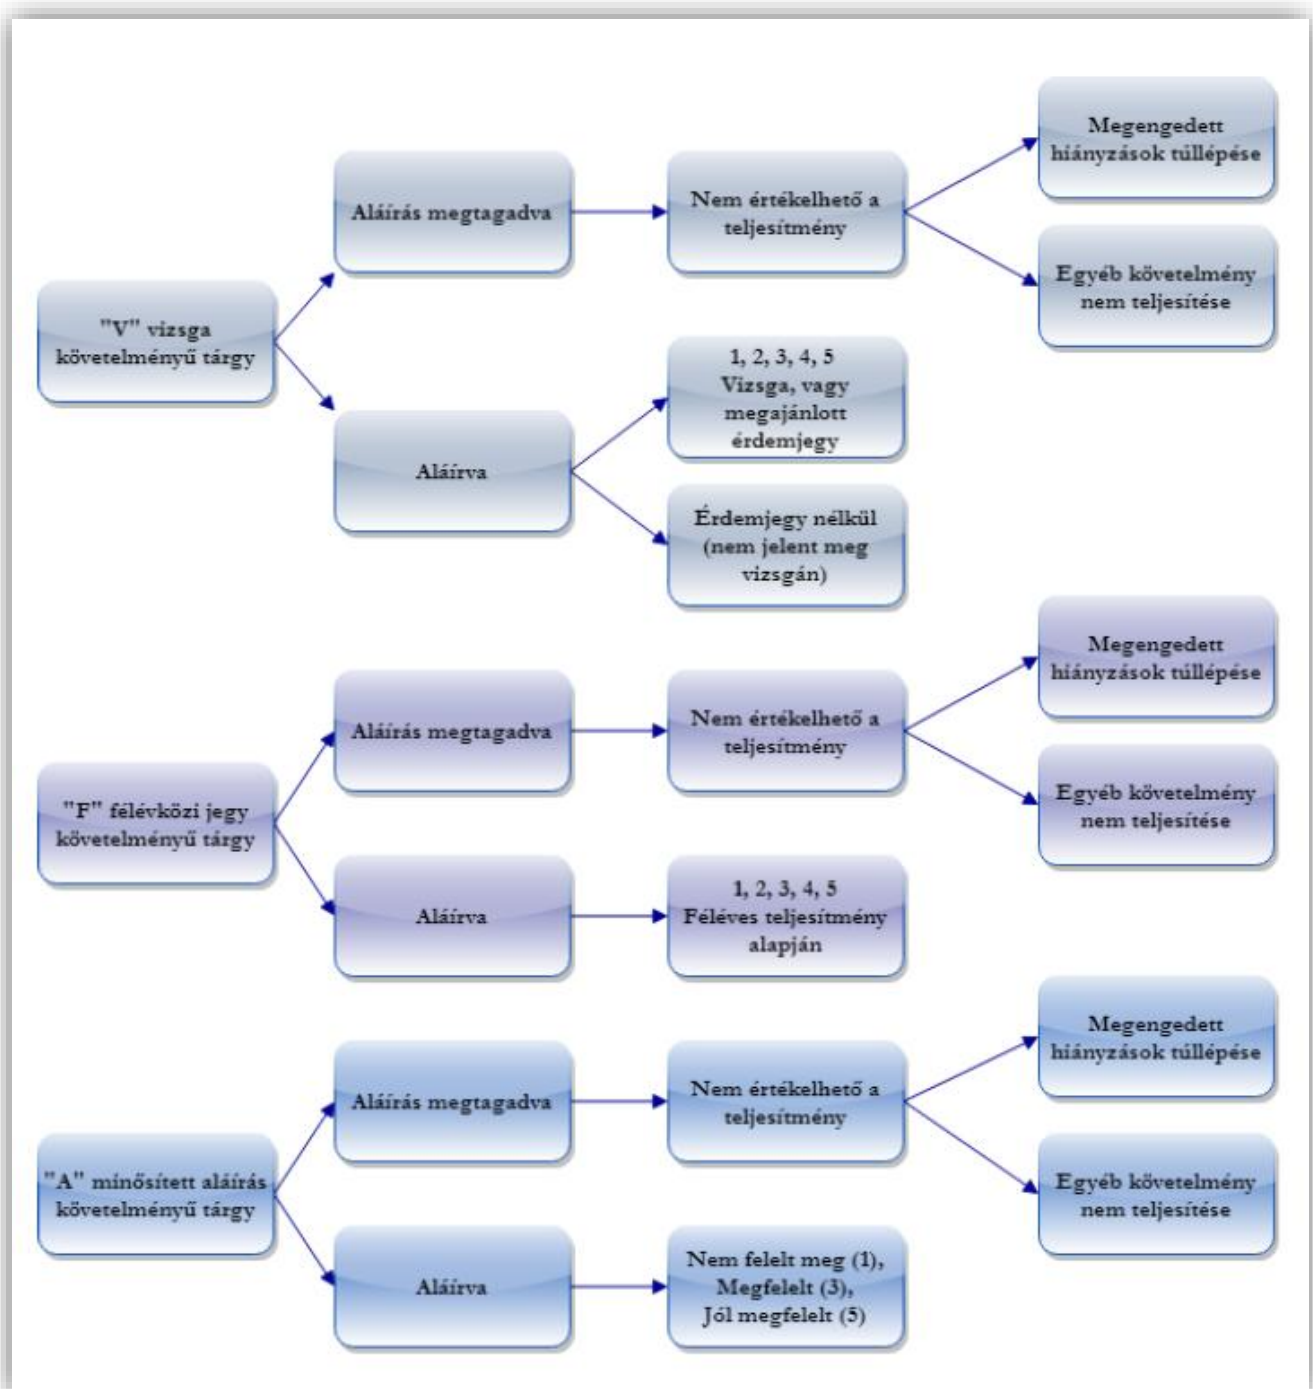 "V" vizsga
követelményű tárgy
Aláírás megtagadva
Nem értékelhető a
teljesítmény
Megengedett
hiányzások túllépése
Egyéb követelmény
nem teljesítése
Aláírva
1, 2, 3, 4, 5
Vizsga, vagy
megajánlott
érdemjegy
Érdemjegy nélkül
(nem jelent meg
vizsgán)
"F" félévközi jegy
követelményű tárgy
Aláírás megtagadva
Nem értékelhető a
teljesítmény
Megengedett
hiányzások túllépése
Egyéb követelmény
nem teljesítése
Aláírva
1, 2, 3, 4, 5
Féléves teljesítmény
alapján
"A" minősített aláírás
követelményű tárgy
Aláírás megtagadva
Nem értékelhető a
teljesítmény
Megengedett
hiányzások túllépése
Egyéb követelmény
nem teljesítése
Aláírva
Nem felelt meg (1),
Megfelelt (3),
Jól megfelelt (5)